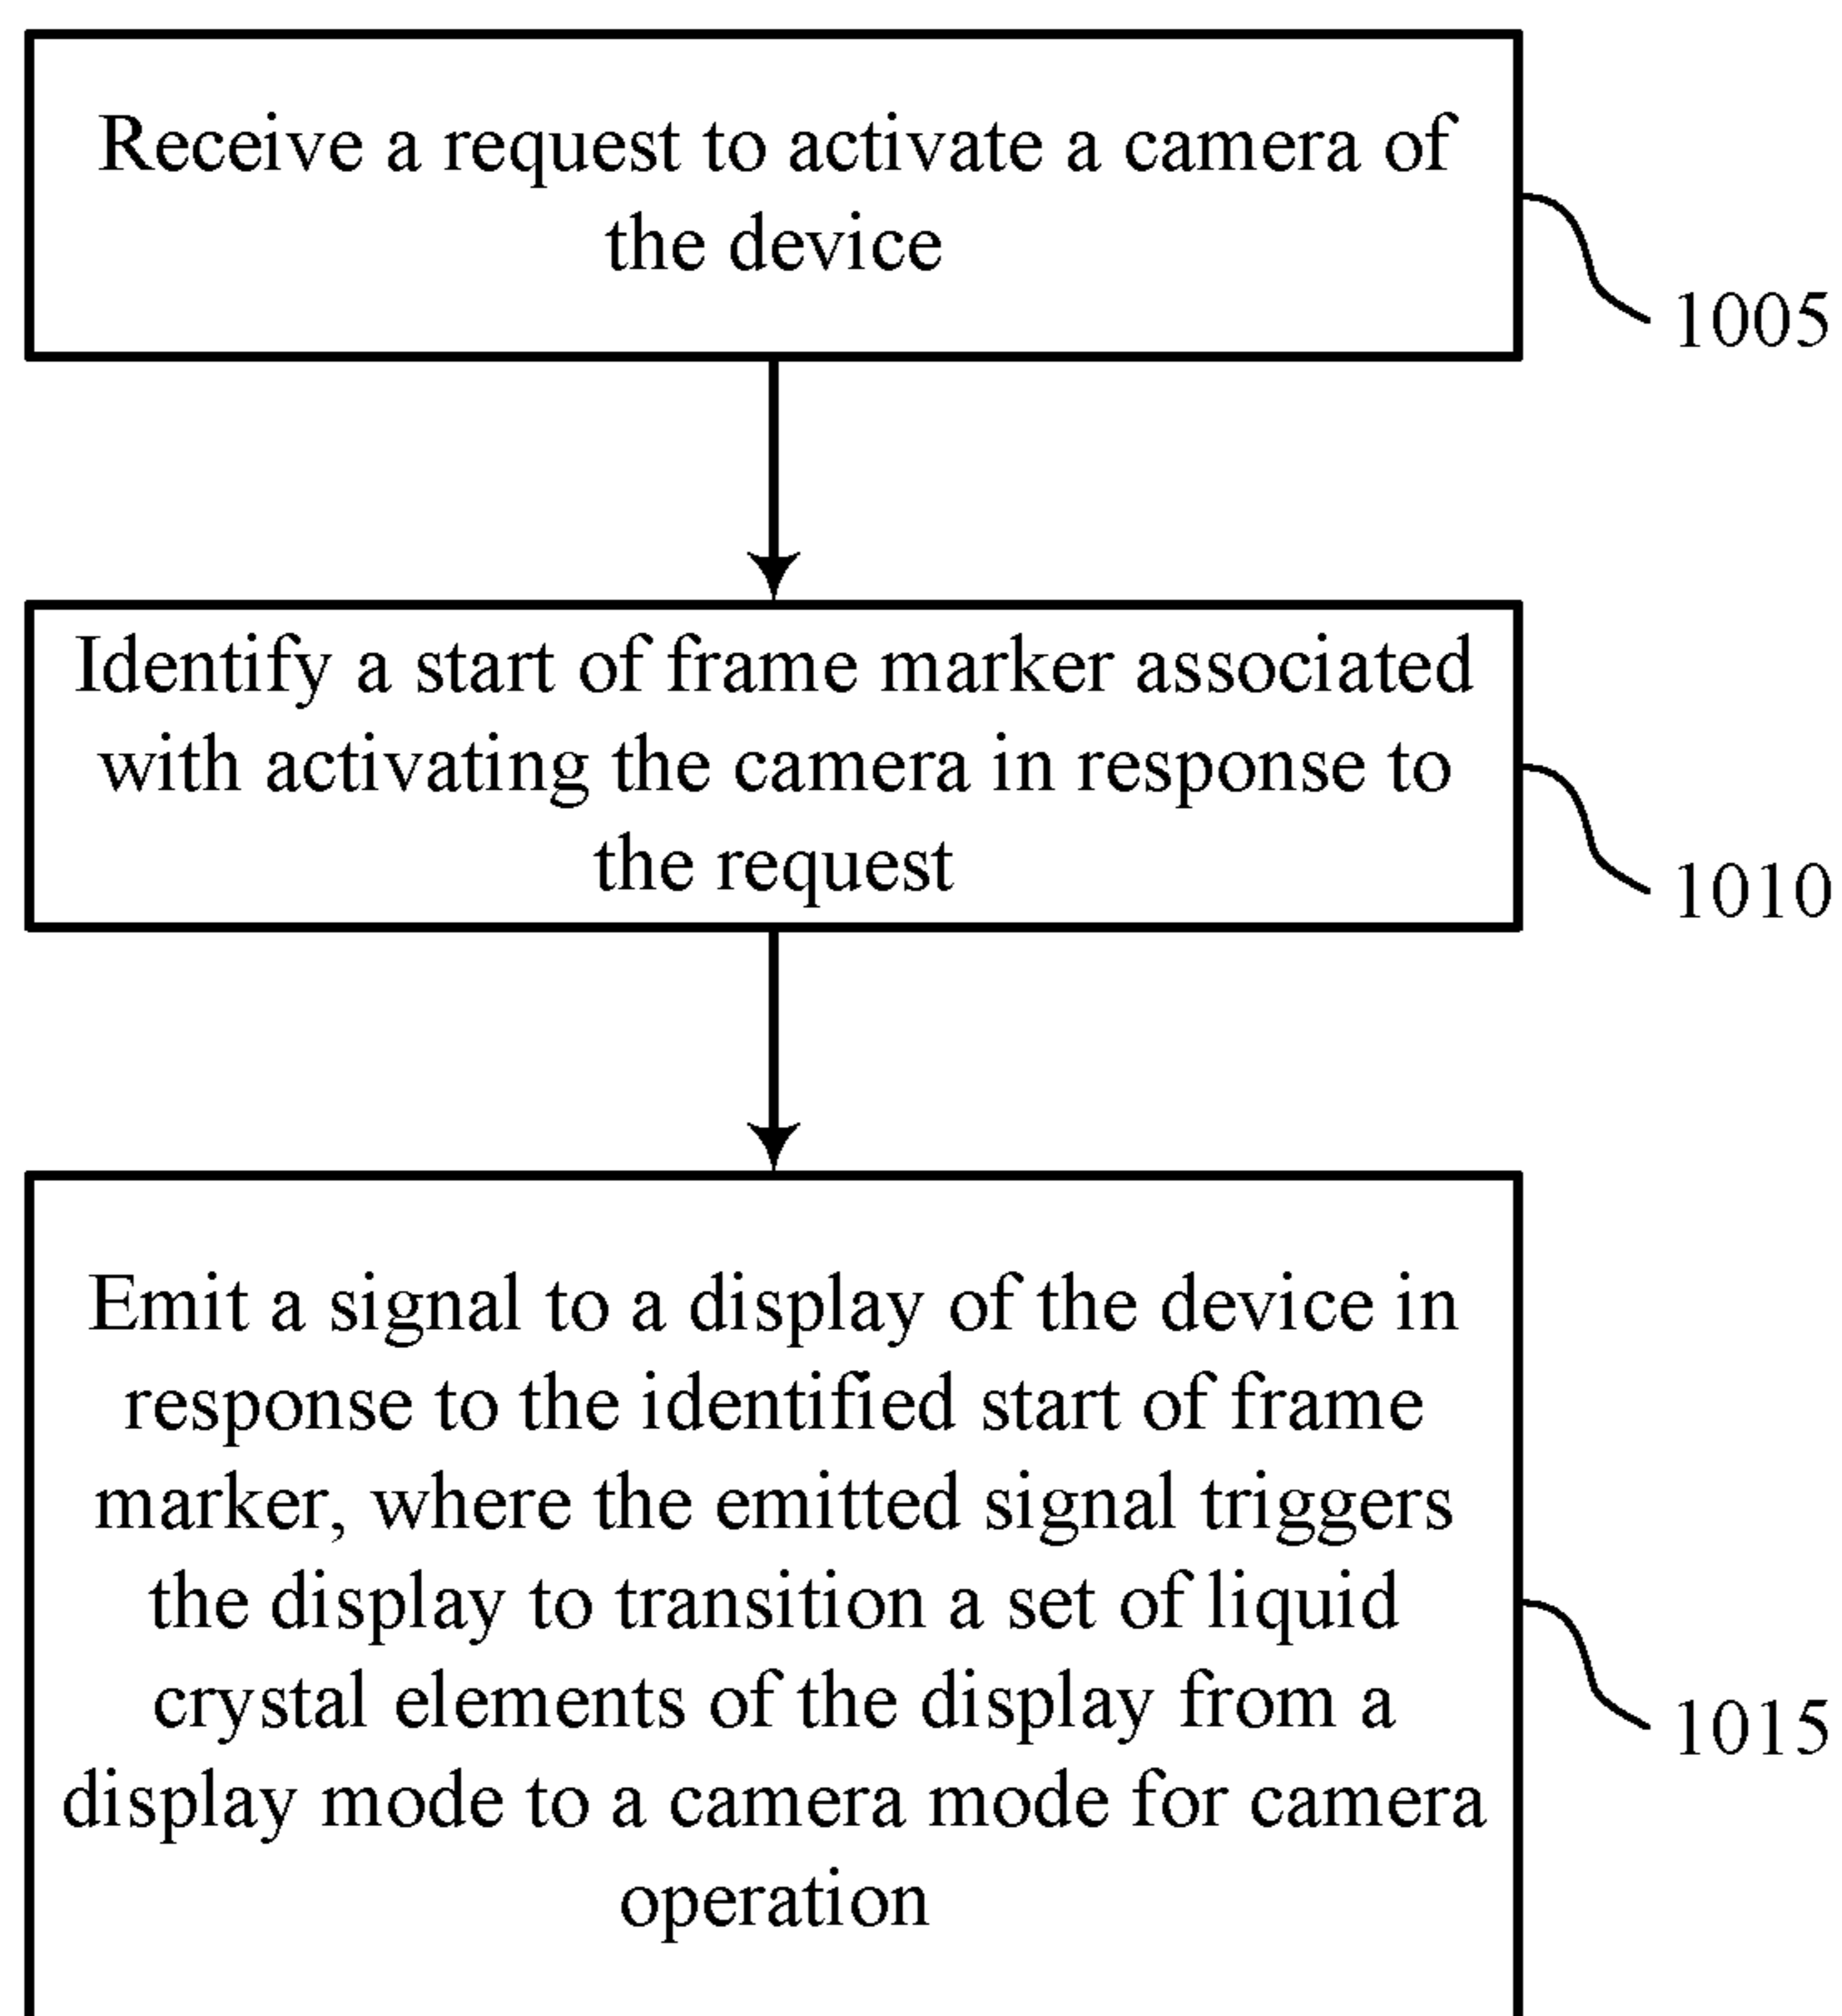 Receive a request to activate a camera of
the device
1005
Identify a start of frame marker associated
with activating the camera in response to
the request
1010
Emit a signal to a display of the device in
response to the identified start of frame
marker, where the emitted signal triggers
the display to transition a set of liquid
crystal elements of the display from a
display mode to a camera mode for camera
operation
1015